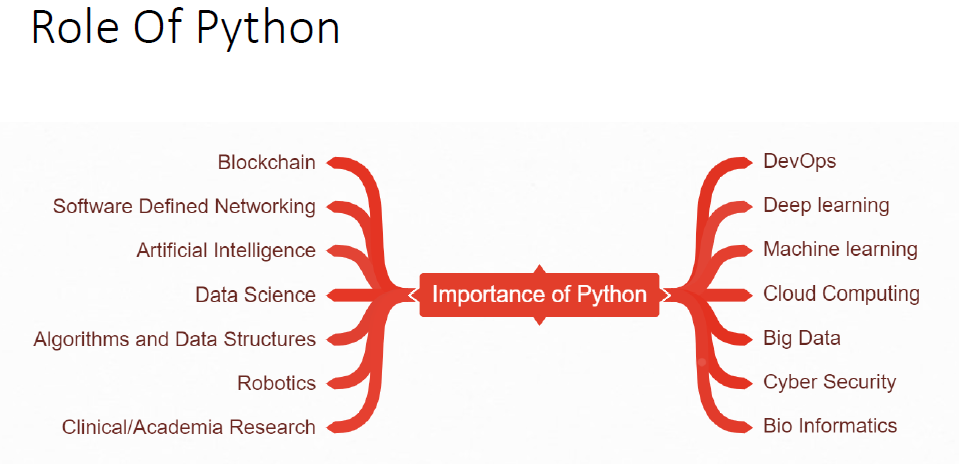 Role Of Python
Blockchain
Software Defined Networking
Artificial Intelligence
Data Science
Algorithms and Data Structures
Robotics
Clinical/Academia Research
Importance of Python
DevOps
Deep learning
Machine learning
Cloud Computing
Big Data
Cyber Security
Bio Informatics